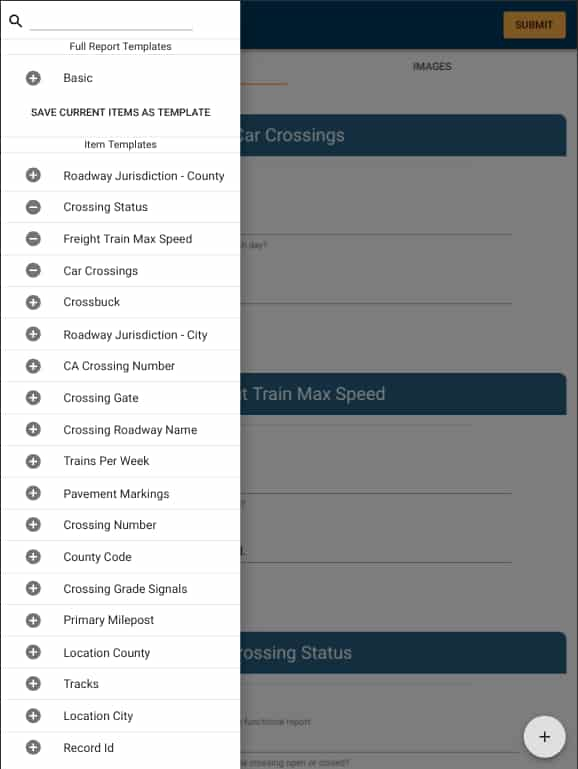 SUBMIT
Full Report Templates
IMAGES
Basic
SAVE CURRENT ITEMS AS TEMPLATE
Car Crossings
Item Templates
Roadway Jurisdiction - County
Crossing Status
Freight Train Max Speed
day?
Car Crossings
Crossbuck
Roadway Jurisdiction - City
CA Crossing Number
Train Max Speed
Crossing Gate
Crossing Roadway Name
Trains Per Week
Pavement Markings
Crossing Number
County Code
Crossing Grade Signals
Primary Milepost
Location County
rossing Status
Tracks
Location City
functional report
+
Record Id
crossing open or closed?